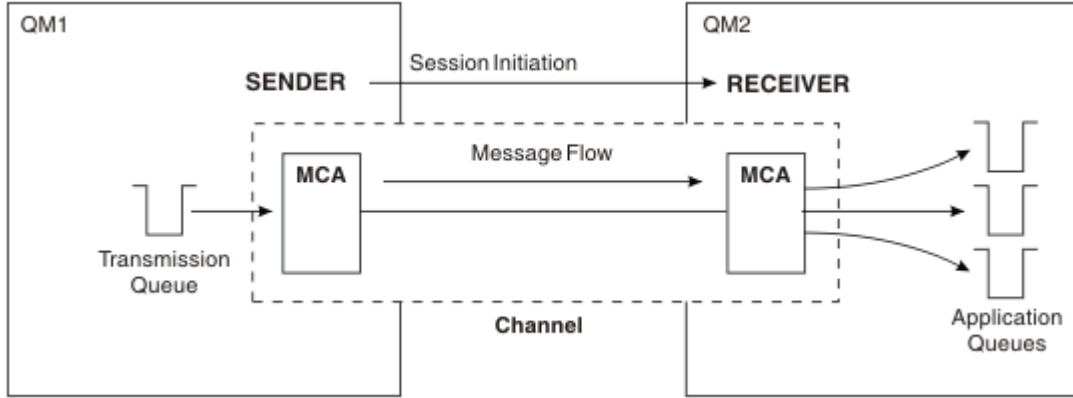 QM1
QM2
Session Initiation
SENDER
RECEIVER
Message Flow
MCA
MCA
Transmission
Queue
Channel
Application
Queues